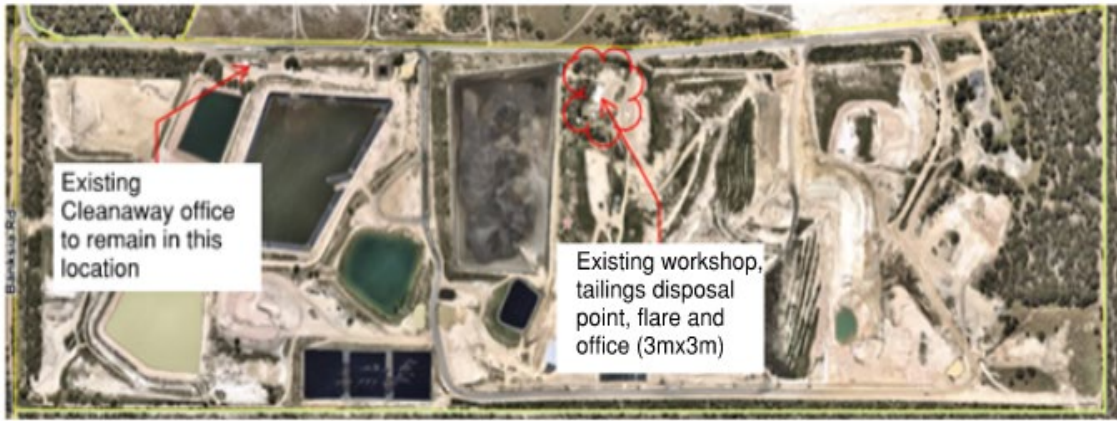 Existing
Cleanaway office
to remain in this
location
Existing workshop,
tailings disposal
point, flare and
office (3mx3m)
Banksia Rd